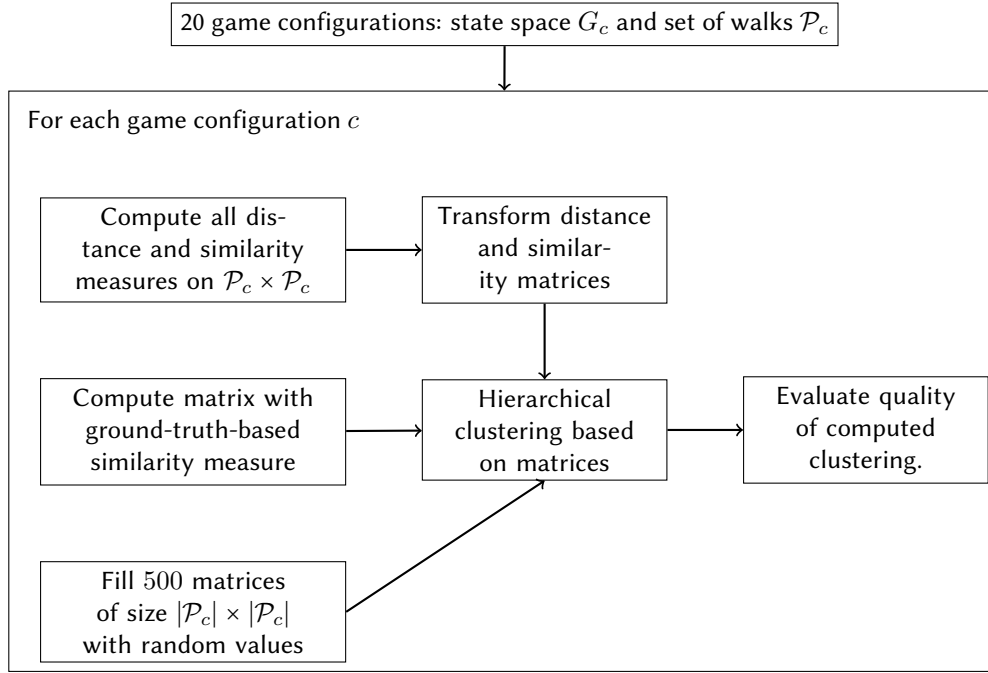 20 game configurations: state space $G_c$ and set of walks $\mathcal{P}_c$
For each game configuration $c$
Compute all dis-
tance and similarity
measures on $\mathcal{P}_c \times \mathcal{P}_c$
Transform distance
and similar-
ity matrices
Compute matrix with
ground-truth-based
similarity measure
Hierarchical
clustering based
on matrices
Evaluate quality
of computed
clustering.
Fill 500 matrices
of size $|\mathcal{P}_c| \times |\mathcal{P}_c|$
with random values